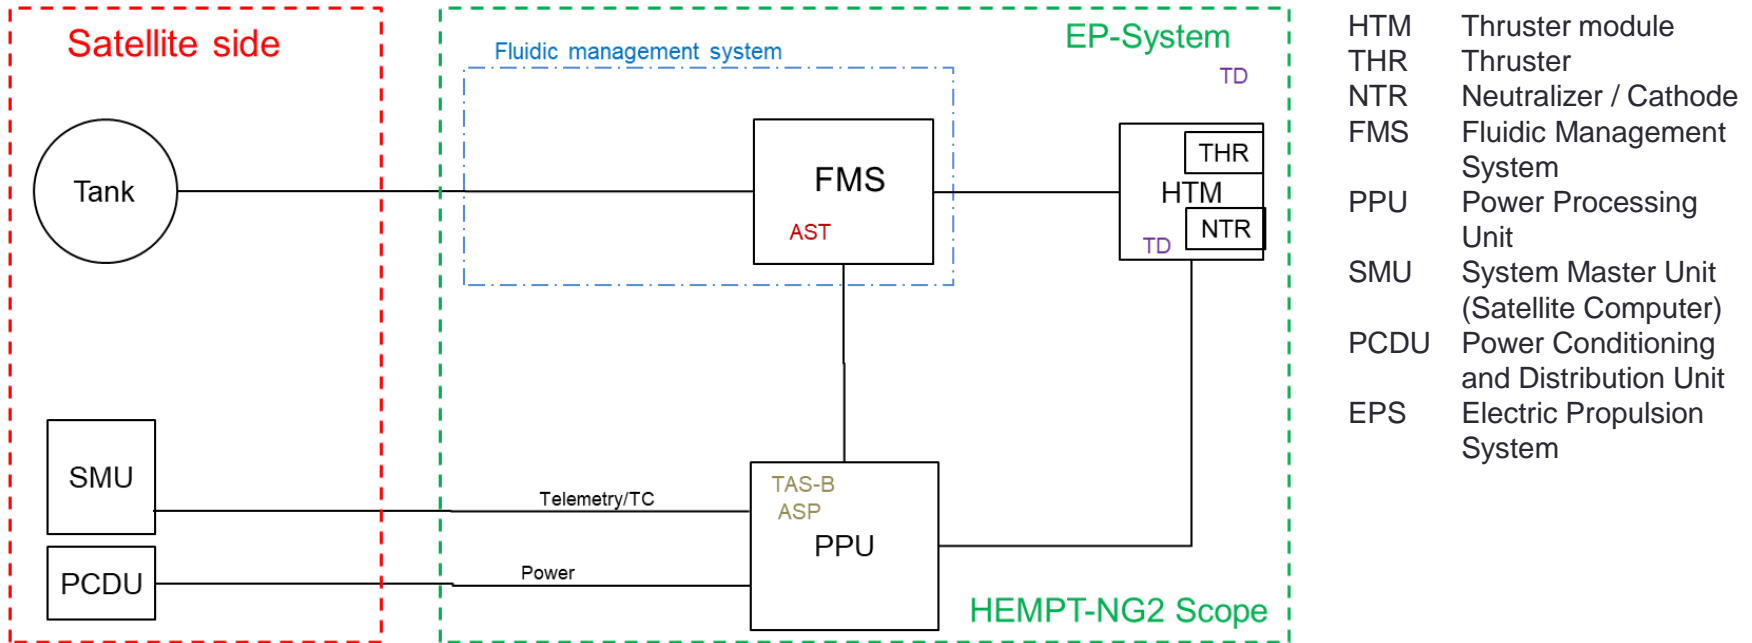 Satellite side
Tank
SMU
PCDU
EP-System
TD
Fluidic management system
FMS
AST
THR
HTM
NTR
TD
Telemetry/TC
Power
TAS-B
ASP
PPU
HEMPT-NG2 Scope
HTM Thruster module
THR Thruster
NTR Neutralizer / Cathode
FMS Fluidic Management
System
PPU Power Processing
Unit
SMU System Master Unit
(Satellite Computer)
PCDU Power Conditioning
and Distribution Unit
EPS Electric Propulsion
System